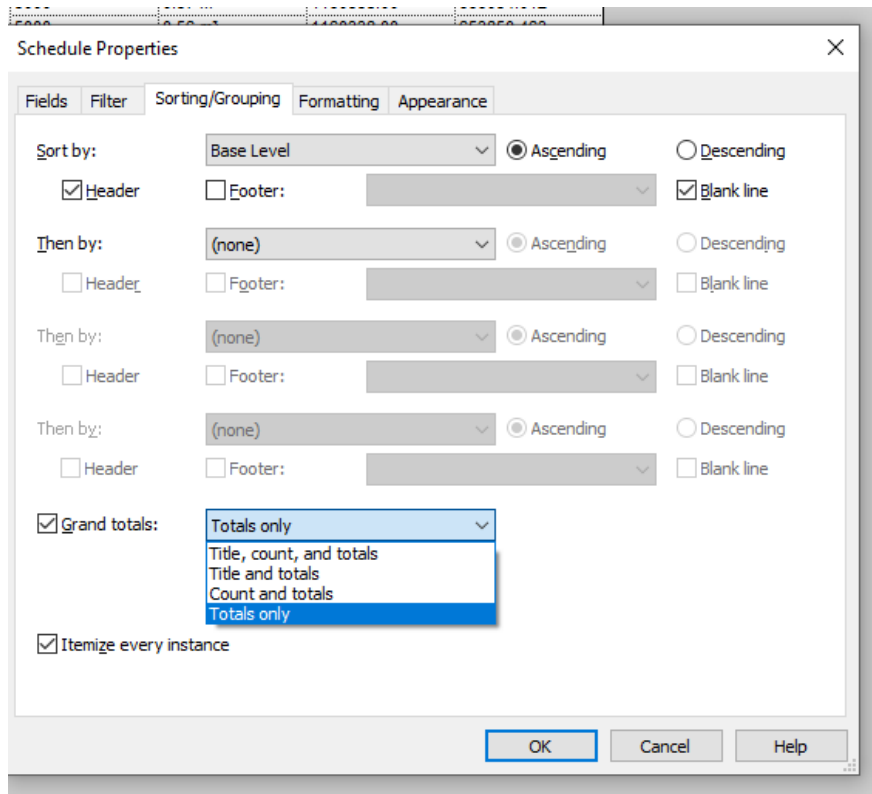 Schedule Properties
Fields Filter Sorting/Grouping Formatting Appearance
Sort by: Base Level Ascending Descending
Header Footer: Blank line
Then by: (none) Ascending Descending
Header Footer: Blank line
Then by: (none) Ascending Descending
Header Footer: Blank line
Then by: (none) Ascending Descending
Header Footer: Blank line
Grand totals: Totals only
Title, count, and totals
Title and totals
Count and totals
Totals only
Itemize every instance
OK Cancel Help